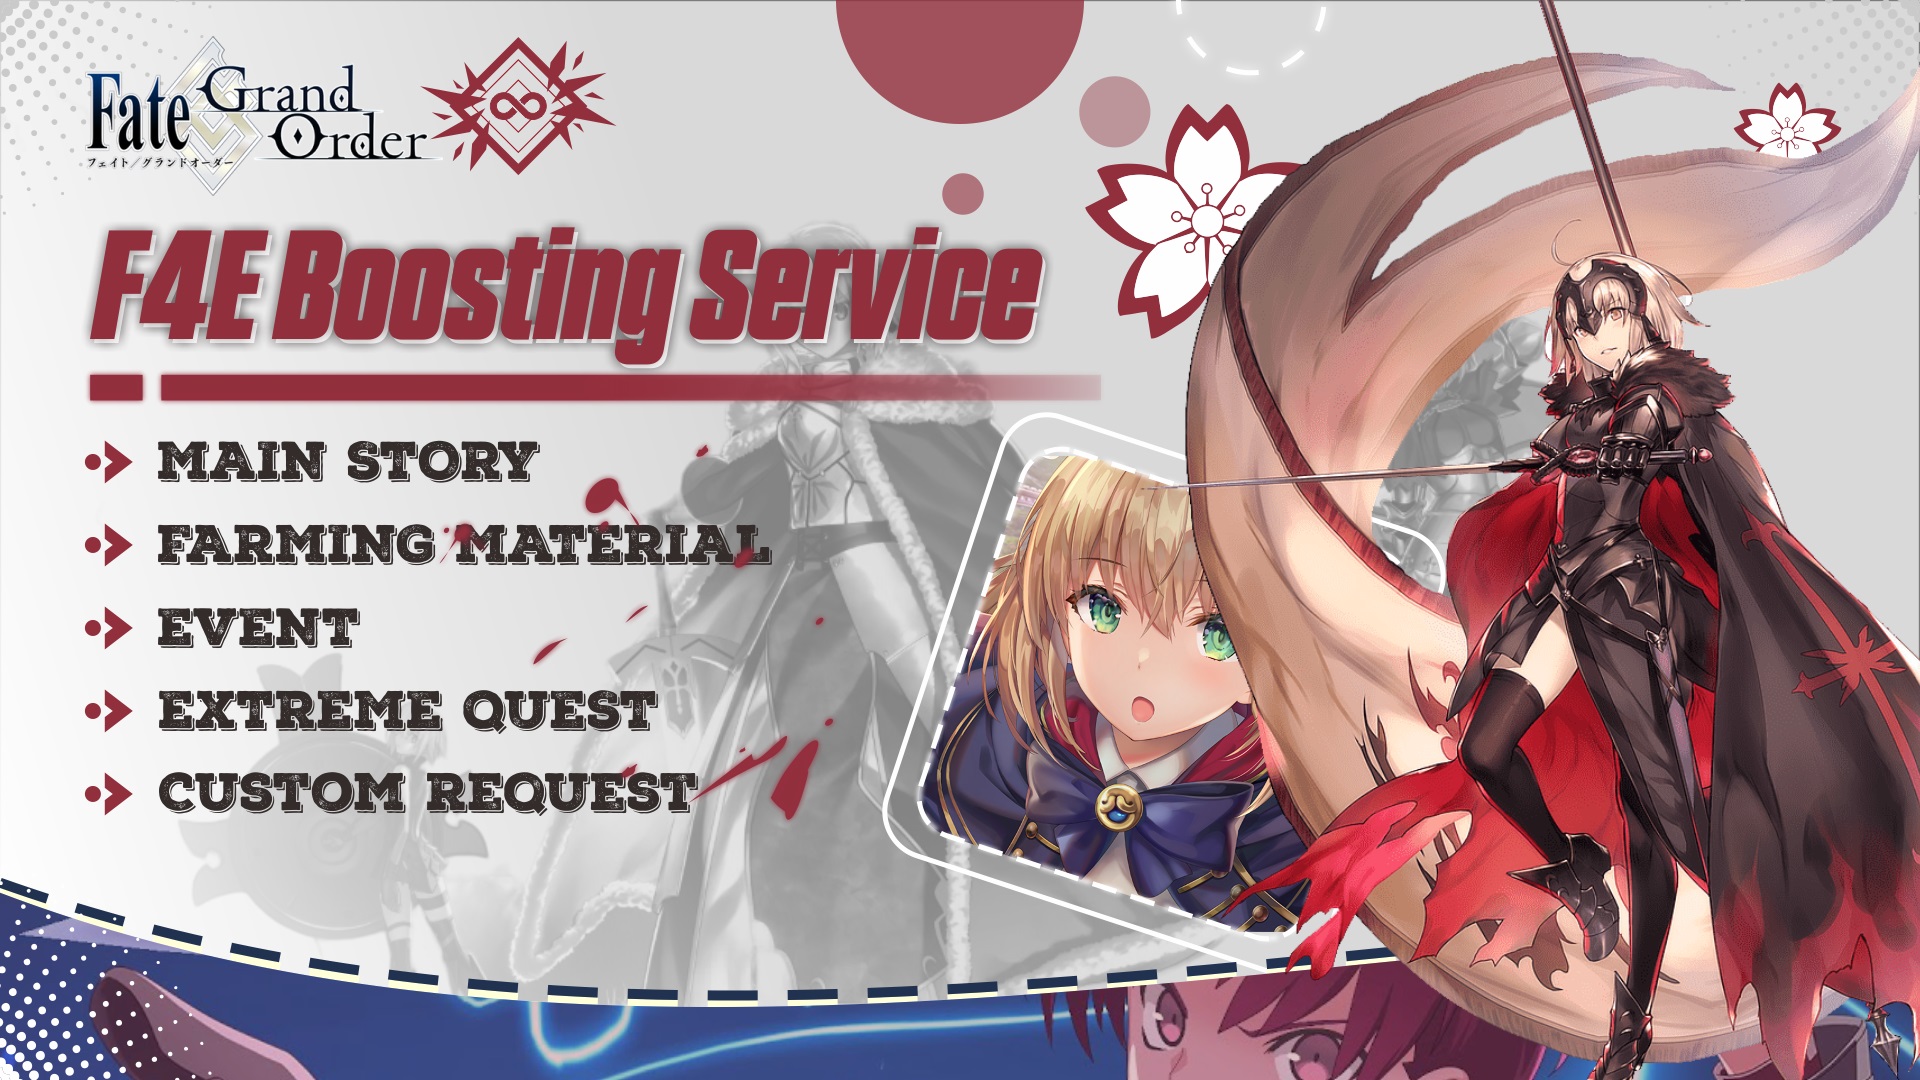 Fate Grand
Order
フェイト／グランドオーダー
F4E Boosting Service
MAIN STORY
FARMING MATERIAL
EVENT
EXTREME QUEST
CUSTOM REQUEST